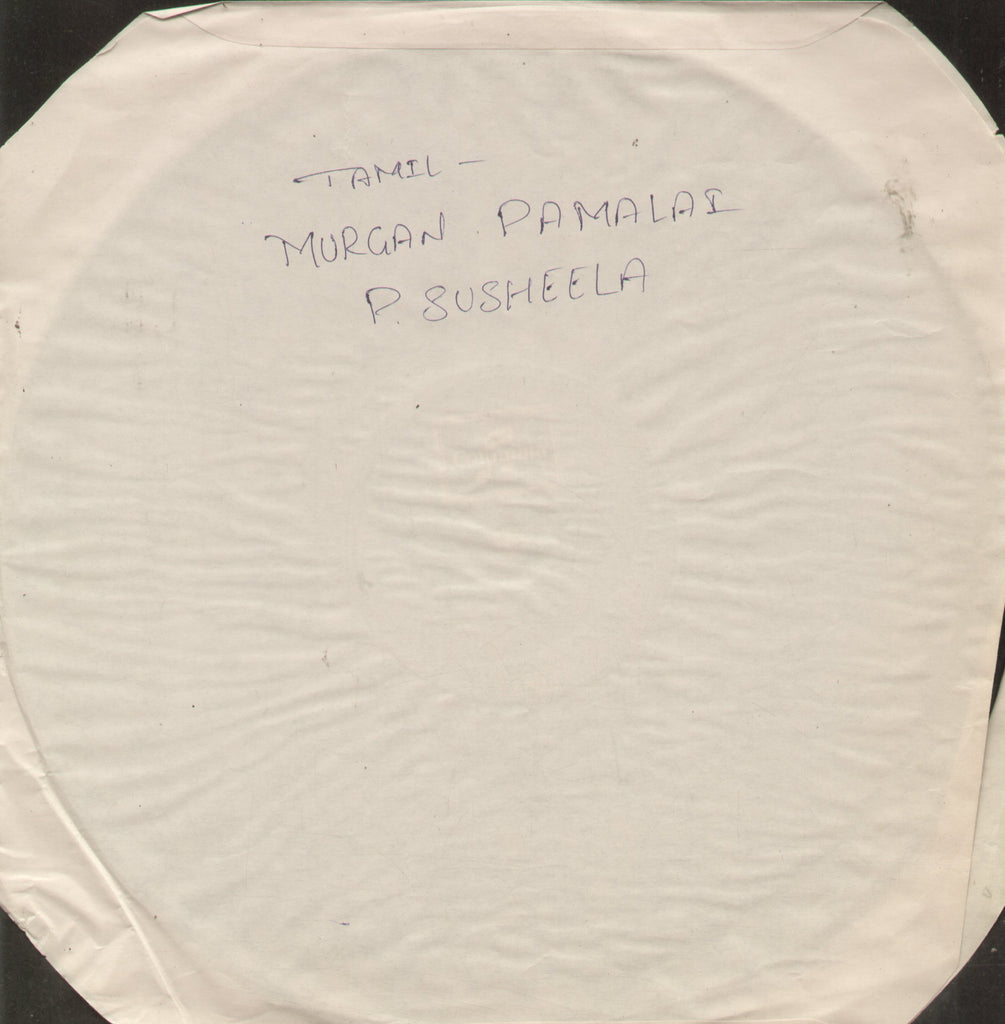 TAMIL -
MURGAN PAMALAI
P. SUSHEELA